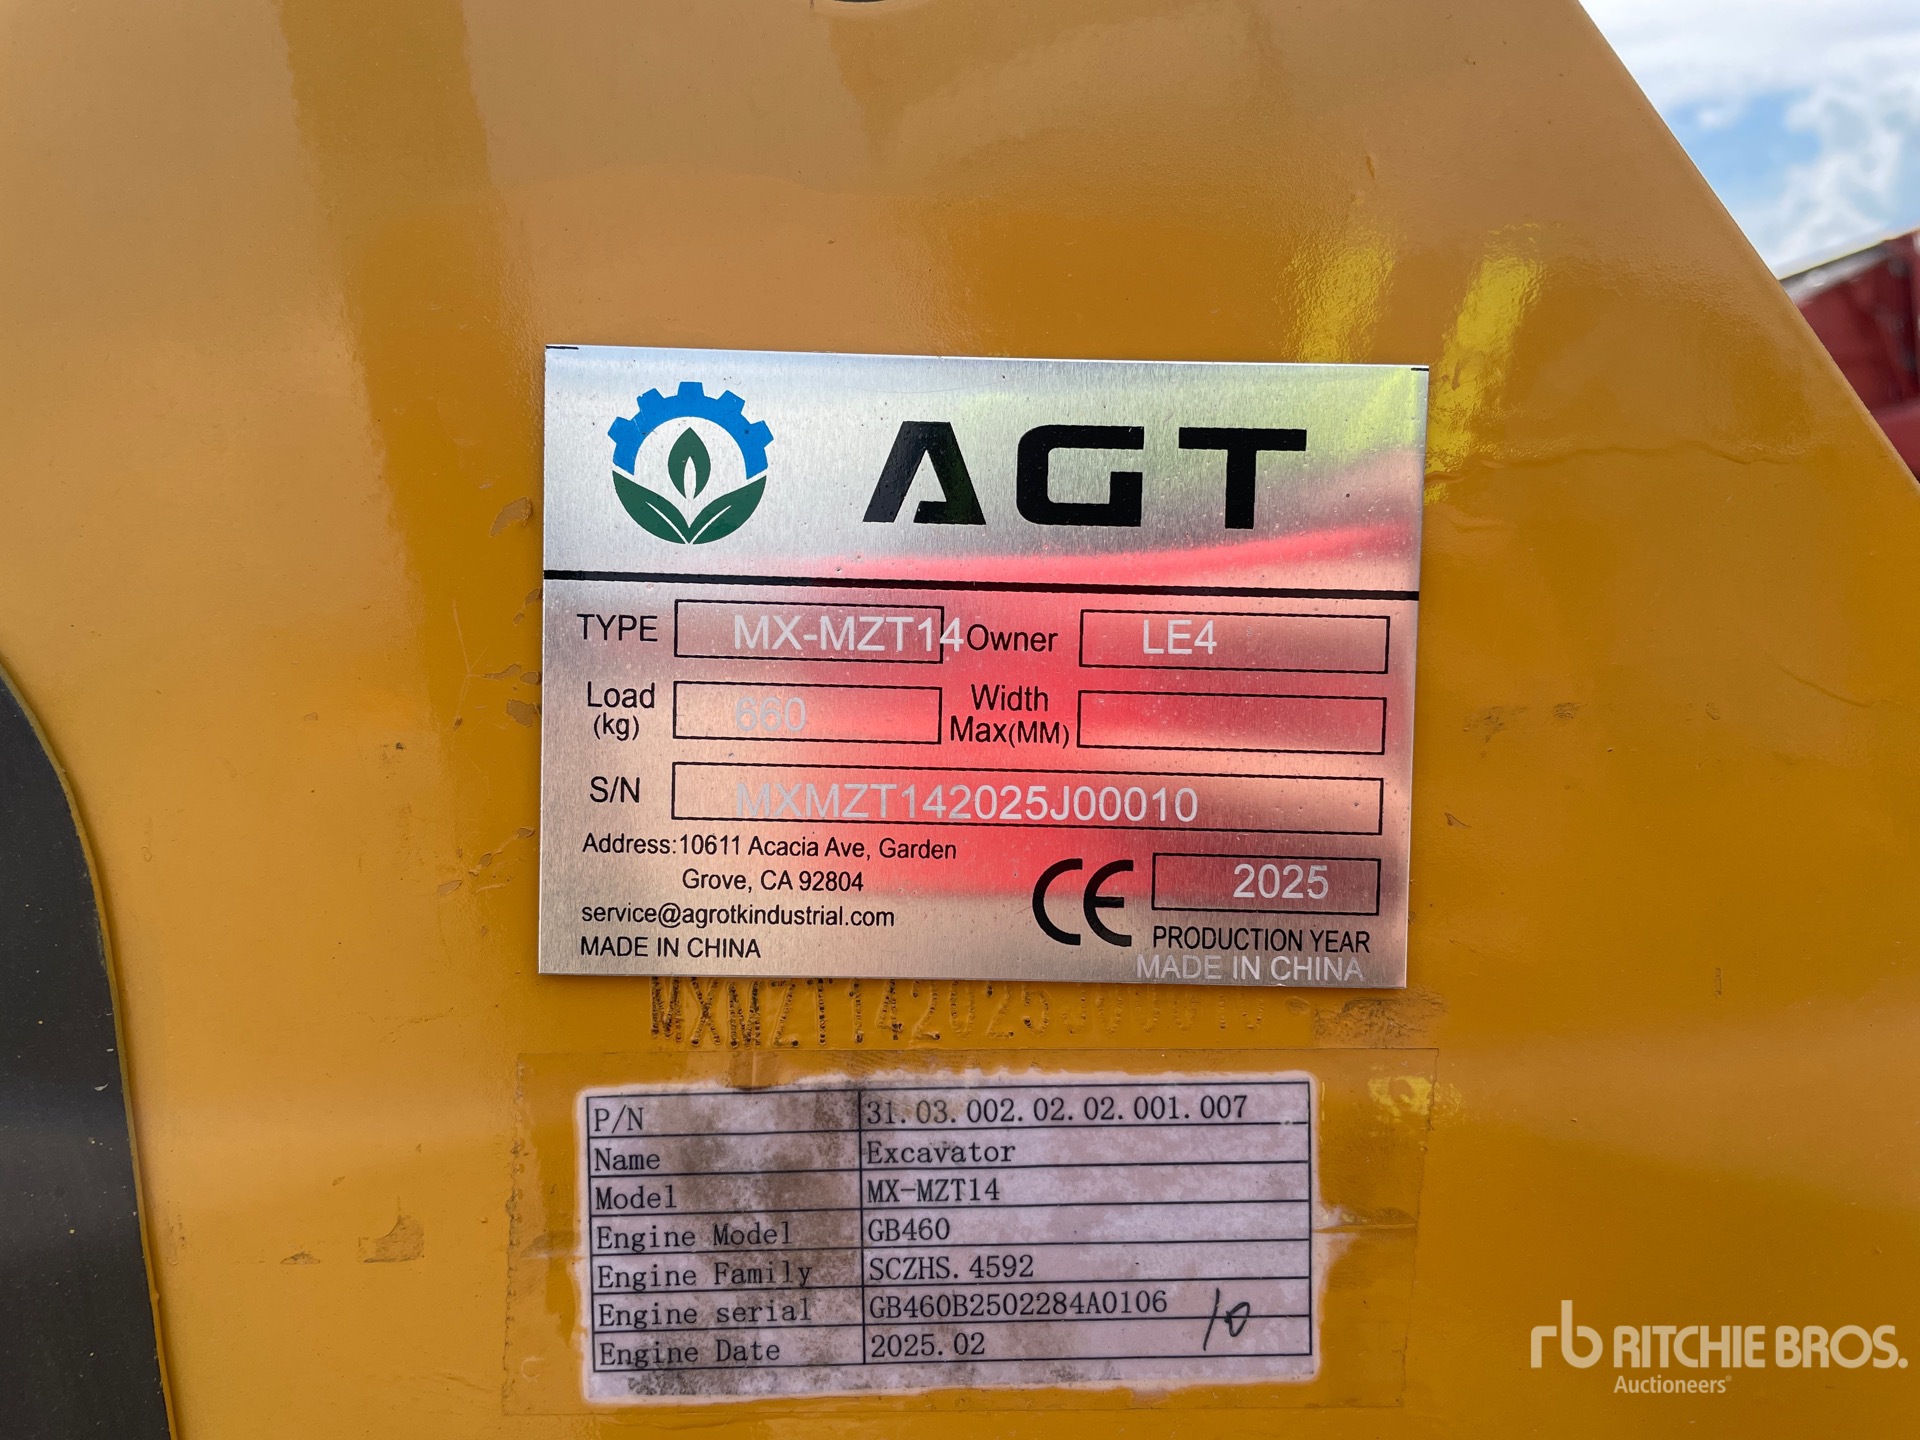 AGT
TYPE MX-MZT14 Owner LE4
Load (kg) 660 Width Max(MM)
S/N MXMZT142025J00010
Address:10611 Acacia Ave, Garden
Grove, CA 92804
service@agrotkindustrial.com
MADE IN CHINA
CE 2025
PRODUCTION YEAR
MADE IN CHINA
MXMZT142025J00010
P/N 31.03.002.02.02.001.007
Name Excavator
Model MX-MZT14
Engine Model GB460
Engine Family SCZHS.4592
Engine serial GB460B2502284A0106
Engine Date 2025.02
10
rb RITCHIE BROS.
Auctioneers